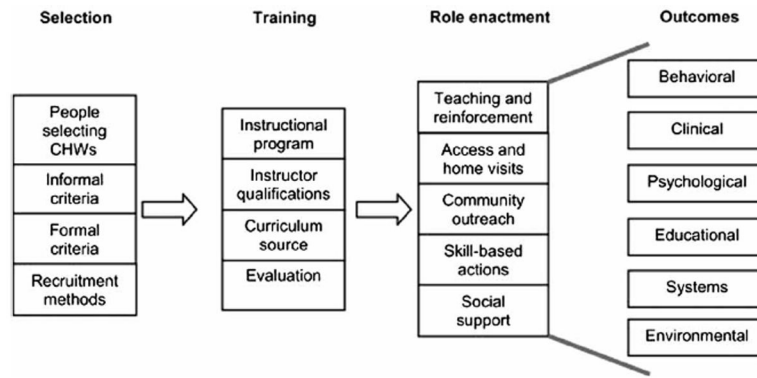 Selection
Training
Role enactment
Outcomes
People
selecting
CHWs
Informal
criteria
Formal
criteria
Recruitment
methods
Instructional
program
Instructor
qualifications
Curriculum
source
Evaluation
Teaching and
reinforcement
Access and
home visits
Community
outreach
Skill-based
actions
Social
support
Behavioral
Clinical
Psychological
Educational
Systems
Environmental